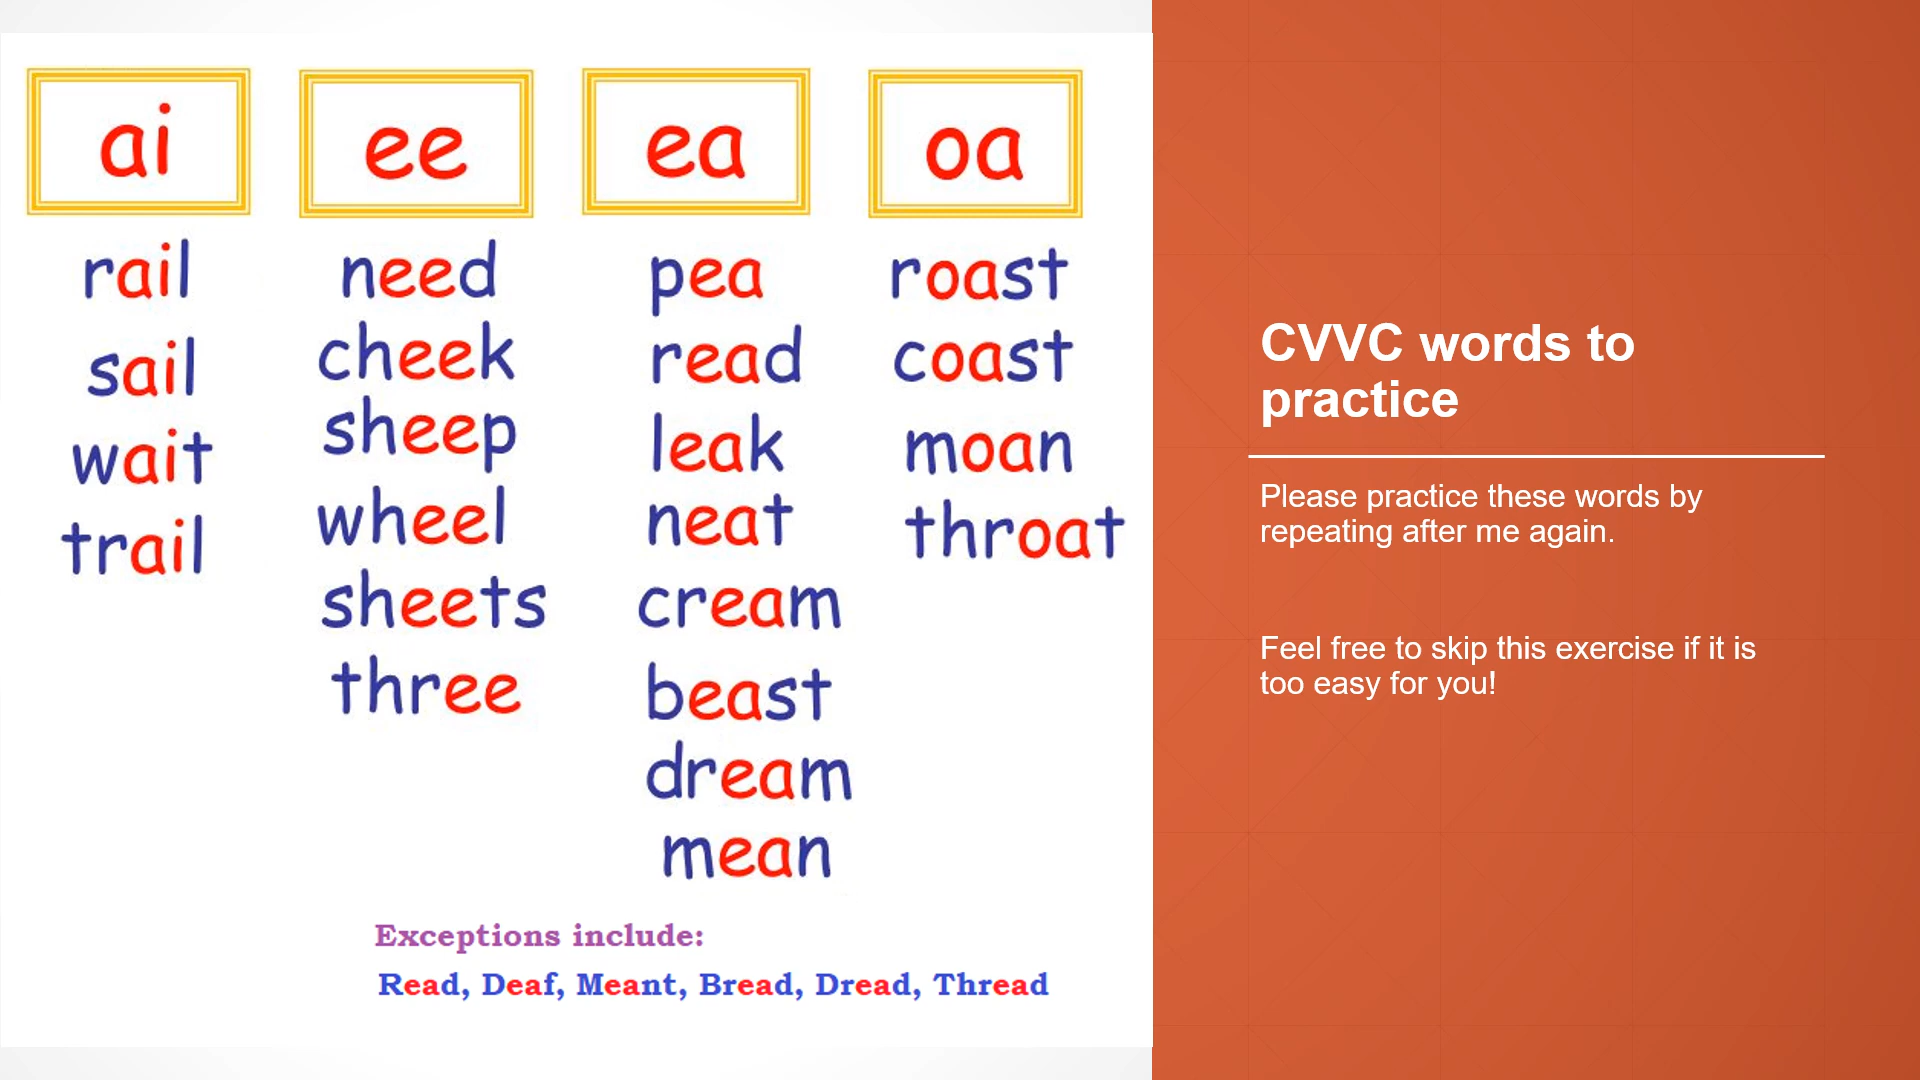 ai
rail
sail
wait
trail
ee
need
cheek
sheep
wheel
sheets
three
ea
pea
read
leak
neat
cream
beast
dream
mean
oa
roast
coast
moan
throat
Exceptions include:
Read, Deaf, Meant, Bread, Dread, Thread
CVVC words to
practice
Please practice these words by
repeating after me again.
Feel free to skip this exercise if it is
too easy for you!